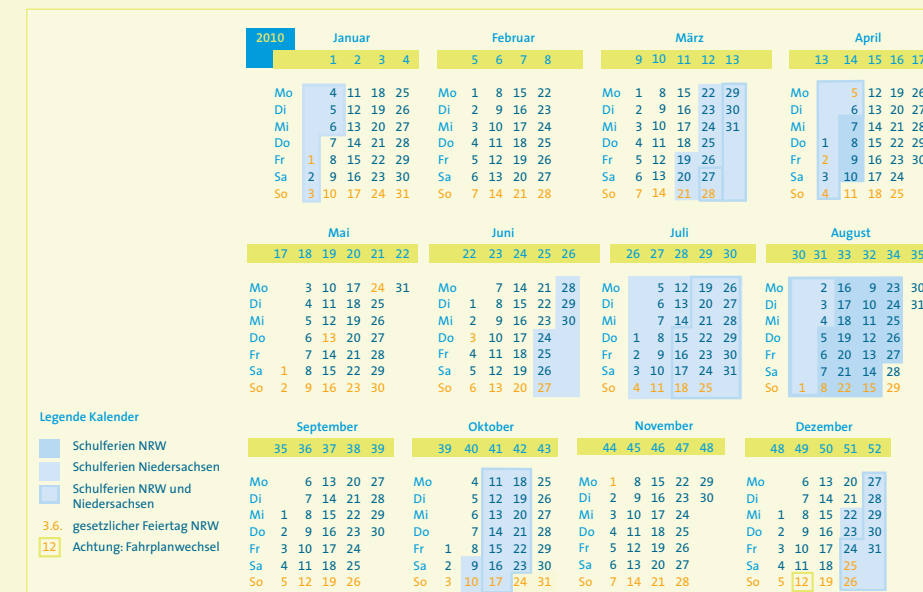 2010
Januar
1 2 3 4
Mo 4 11 18 25
Di 5 12 19 26
Mi 6 13 20 27
Do 7 14 21 28
Fr 1 8 15 22 29
Sa 2 9 16 23 30
So 3 10 17 24 31
Februar
5 6 7 8
Mo 1 8 15 22
Di 2 9 16 23
Mi 3 10 17 24
Do 4 11 18 25
Fr 5 12 19 26
Sa 6 13 20 27
So 7 14 21 28
März
9 10 11 12 13
Mo 1 8 15 22 29
Di 2 9 16 23 30
Mi 3 10 17 24 31
Do 4 11 18 25
Fr 5 12 19 26
Sa 6 13 20 27
So 7 14 21 28
April
13 14 15 16 17
Mo 5 12 19 26
Di 6 13 20 27
Mi 7 14 21 28
Do 1 8 15 22 29
Fr 2 9 16 23 30
Sa 3 10 17 24
So 4 11 18 25
Mai
17 18 19 20 21 22
Mo 3 10 17 24 31
Di 4 11 18 25
Mi 5 12 19 26
Do 6 13 20 27
Fr 7 14 21 28
Sa 1 8 15 22 29
So 2 9 16 23 30
Juni
22 23 24 25 26
Mo 7 14 21 28
Di 1 8 15 22 29
Mi 2 9 16 23 30
Do 3 10 17 24
Fr 4 11 18 25
Sa 5 12 19 26
So 6 13 20 27
Juli
26 27 28 29 30
Mo 5 12 19 26
Di 6 13 20 27
Mi 7 14 21 28
Do 1 8 15 22 29
Fr 2 9 16 23 30
Sa 3 10 17 24 31
So 4 11 18 25
August
30 31 33 32 34 35
Mo 2 16 9 23 30
Di 3 17 10 24 31
Mi 4 18 11 25
Do 5 19 12 26
Fr 6 20 13 27
Sa 7 21 14 28
So 1 8 22 15 29
Legende Kalender
Schulferien NRW
Schulferien Niedersachsen
Schulferien NRW und
Niedersachsen
3.6. gesetzlicher Feiertag NRW
12 Achtung: Fahrplanwechsel
September
35 36 37 38 39
Mo 6 13 20 27
Di 7 14 21 28
Mi 1 8 15 22 29
Do 2 9 16 23 30
Fr 3 10 17 24
Sa 4 11 18 25
So 5 12 19 26
Oktober
39 40 41 42 43
Mo 4 11 18 25
Di 5 12 19 26
Mi 6 13 20 27
Do 7 14 21 28
Fr 1 8 15 22 29
Sa 2 9 16 23 30
So 3 10 17 24 31
November
44 45 46 47 48
Mo 1 8 15 22 29
Di 2 9 16 23 30
Mi 3 10 17 24
Do 4 11 18 25
Fr 5 12 19 26
Sa 6 13 20 27
So 7 14 21 28
Dezember
48 49 50 51 52
Mo 6 13 20 27
Di 7 14 21 28
Mi 1 8 15 22 29
Do 2 9 16 23 30
Fr 3 10 17 24 31
Sa 4 11 18 25
So 5 12 19 26